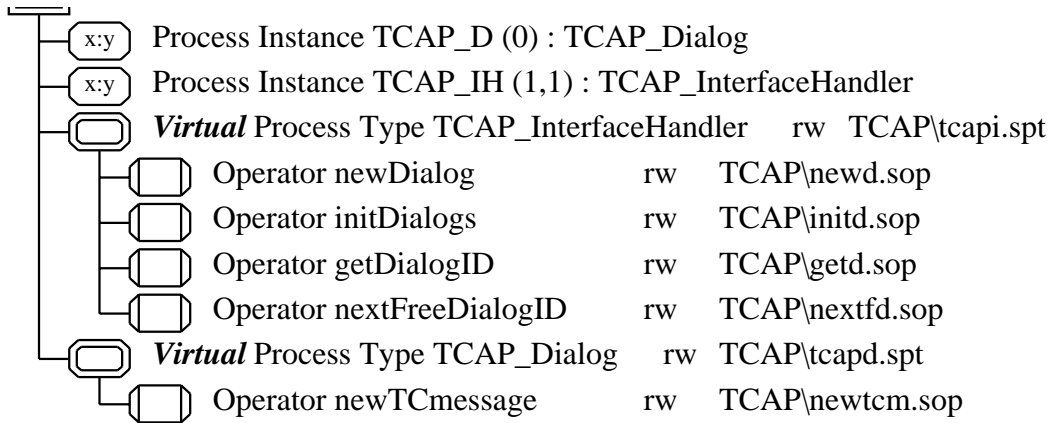 x:y Process Instance TCAP_D (0) : TCAP_Dialog
x:y Process Instance TCAP_IH (1,1) : TCAP_InterfaceHandler
Virtual Process Type TCAP_InterfaceHandler rw TCAP\tcapi.spt
Operator newDialog rw TCAP\newd.sop
Operator initDialogs rw TCAP\initd.sop
Operator getDialogID rw TCAP\getd.sop
Operator nextFreeDialogID rw TCAP\nextfd.sop
Virtual Process Type TCAP_Dialog rw TCAP\tcapd.spt
Operator newTCmessage rw TCAP\newtcm.sop